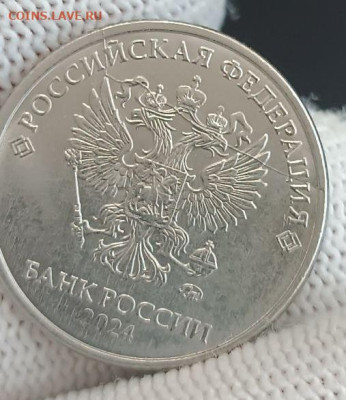 COINS.LAVE.RU
РОССИЙСКАЯ ФЕДЕРАЦИЯ
БАНК РОССИИ
2024